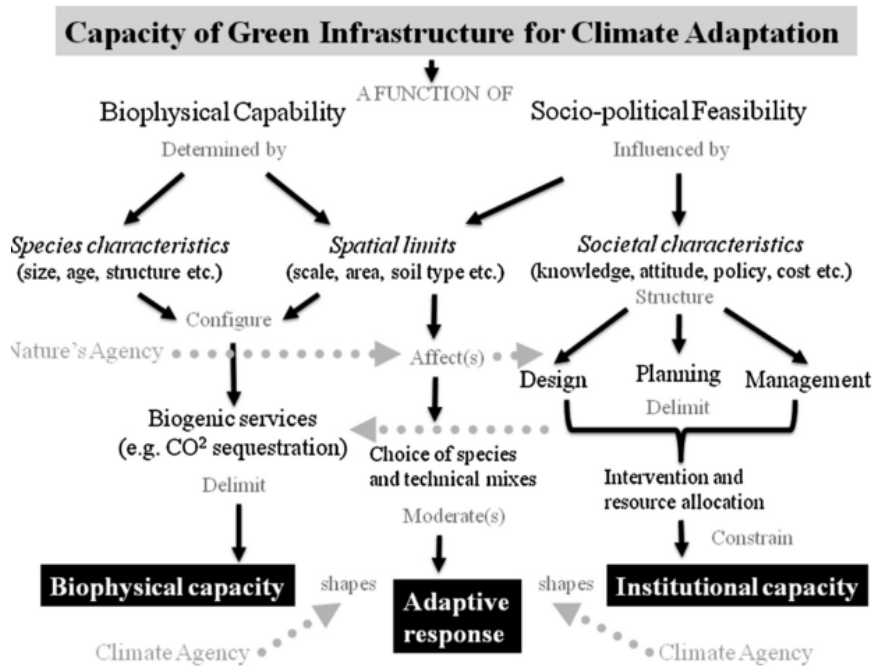 Capacity of Green Infrastructure for Climate Adaptation
A FUNCTION OF
Biophysical Capability
Socio-political Feasibility
Determined by
Influenced by
Species characteristics
(size, age, structure etc.)
Spatial limits
(scale, area, soil type etc.)
Societal characteristics
(knowledge, attitude, policy, cost etc.)
Structure
Configure
Nature's Agency
Affect(s)
Design
Planning
Management
Delimit
Biogenic services
(e.g. CO² sequestration)
Choice of species
and technical mixes
Intervention and
resource allocation
Delimit
Moderate(s)
Constrain
Biophysical capacity
shapes
Adaptive
response
shapes
Institutional capacity
Climate Agency
Climate Agency